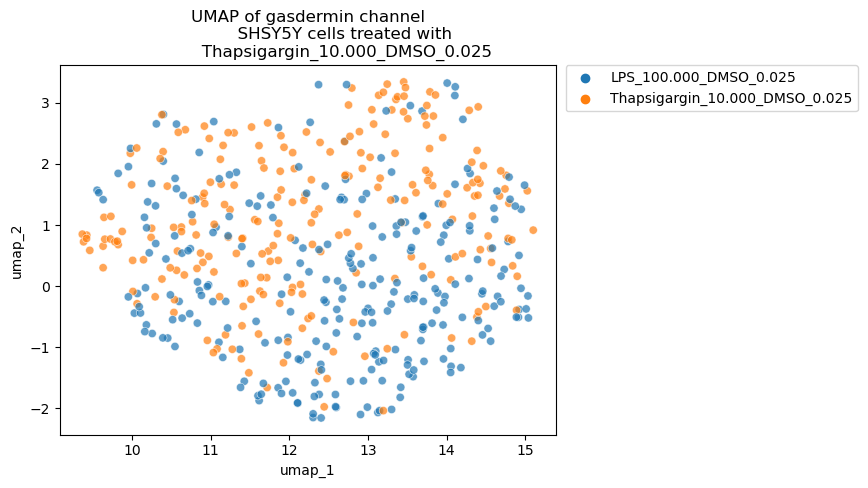 UMAP of gasdermin channel
SHSY5Y cells treated with
Thapsigargin_10.000_DMSO_0.025
LPS_100.000_DMSO_0.025
Thapsigargin_10.000_DMSO_0.025
umap_2
3
2
1
0
−1
−2
10
11
12
13
14
15
umap_1